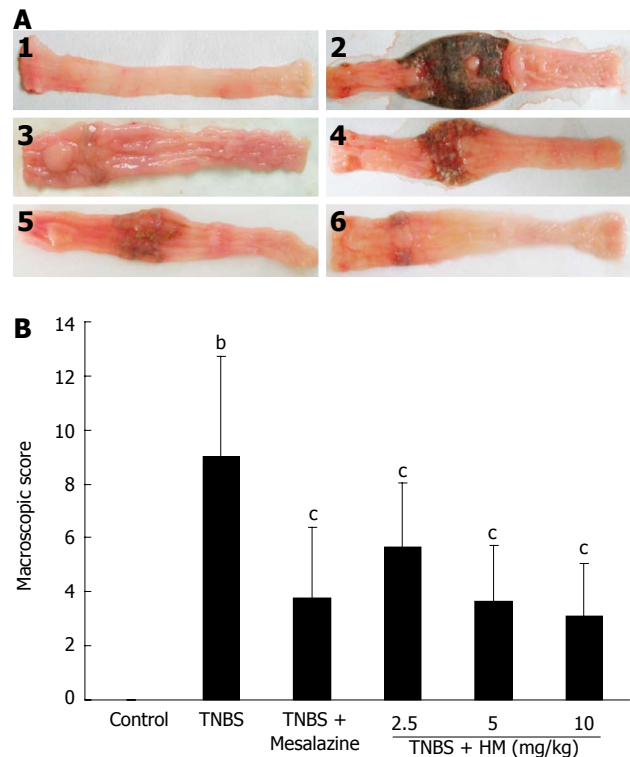 A
1
2
3
4
5
6
B
14
12
10
8
6
4
2
0
Macroscopic score
b
c
c
c
c
Control
TNBS
TNBS +
Mesalazine
2.5
5
10
TNBS + HM (mg/kg)